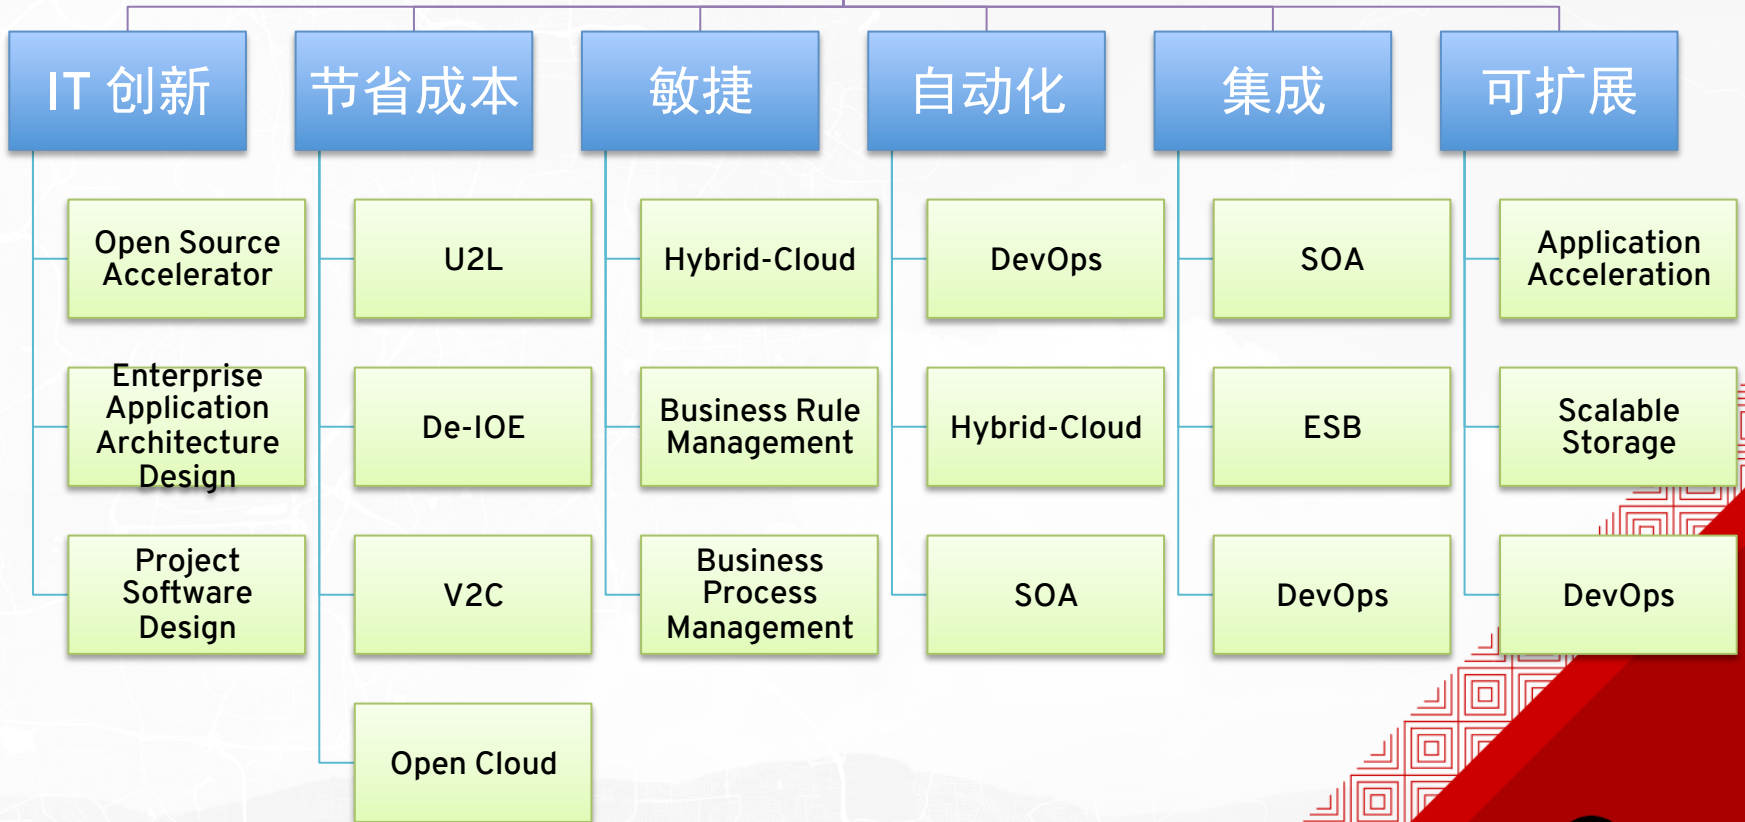 IT 创新
节省成本
敏捷
自动化
集成
可扩展
Open Source
Accelerator
U2L
Hybrid-Cloud
DevOps
SOA
Application
Acceleration
Enterprise
Application
Architecture
Design
De-IOE
Business Rule
Management
Hybrid-Cloud
ESB
Scalable
Storage
Project
Software
Design
V2C
Business
Process
Management
SOA
DevOps
DevOps
Open Cloud